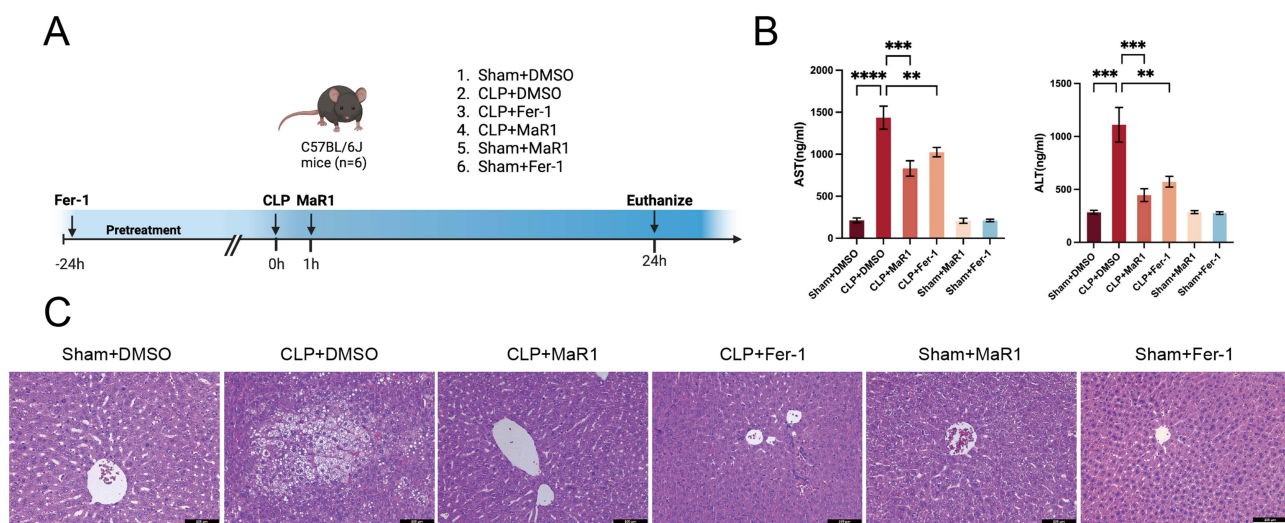 A
C57BL/6J
mice (n=6)
1. Sham+DMSO
2. CLP+DMSO
3. CLP+Fer-1
4. CLP+MaR1
5. Sham+MaR1
6. Sham+Fer-1
Fer-1
CLP MaR1
Euthanize
Pretreatment
-24h
0h
1h
24h
B
AST(ng/ml)
2000
1500
1000
500
0
****
***
**
Sham+DMSO
CLP+DMSO
CLP+MaR1
CLP+Fer-1
Sham+MaR1
Sham+Fer-1
ALT(ng/ml)
1500
1000
500
0
***
***
**
Sham+DMSO
CLP+DMSO
CLP+MaR1
CLP+Fer-1
Sham+MaR1
Sham+Fer-1
C
Sham+DMSO
CLP+DMSO
CLP+MaR1
CLP+Fer-1
Sham+MaR1
Sham+Fer-1